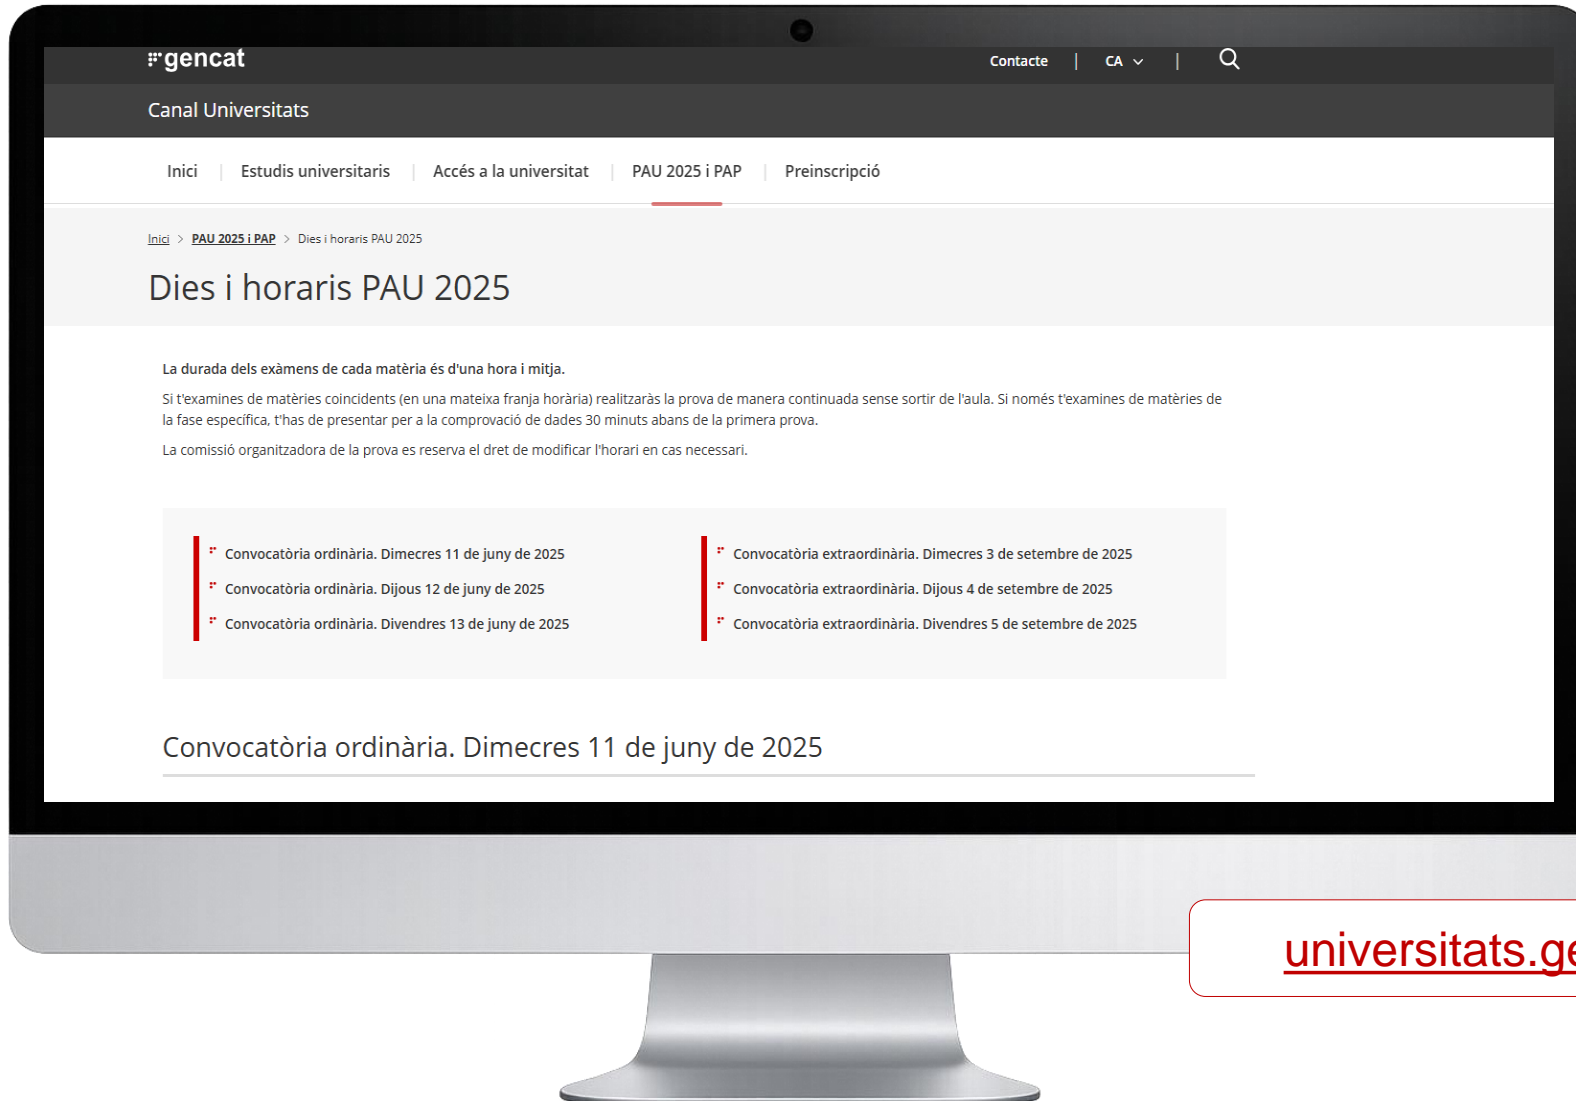 gencat
Contacte | CA |
Canal Universitats
Inici | Estudis universitaris | Accés a la universitat | PAU 2025 i PAP | Preinscripció
Inici > PAU 2025 i PAP > Dies i horaris PAU 2025
Dies i horaris PAU 2025
La durada dels exàmens de cada matèria és d'una hora i mitja.
Si t'examines de matèries coincidents (en una mateixa franja horària) realitzaràs la prova de manera continuada sense sortir de l'aula. Si només t'examines de matèries de
la fase específica, t'has de presentar per a la comprovació de dades 30 minuts abans de la primera prova.
La comissió organitzadora de la prova es reserva el dret de modificar l'horari en cas necessari.
Convocatòria ordinària. Dimecres 11 de juny de 2025
Convocatòria ordinària. Dijous 12 de juny de 2025
Convocatòria ordinària. Divendres 13 de juny de 2025
Convocatòria extraordinària. Dimecres 3 de setembre de 2025
Convocatòria extraordinària. Dijous 4 de setembre de 2025
Convocatòria extraordinària. Divendres 5 de setembre de 2025
Convocatòria ordinària. Dimecres 11 de juny de 2025
universitats.ge